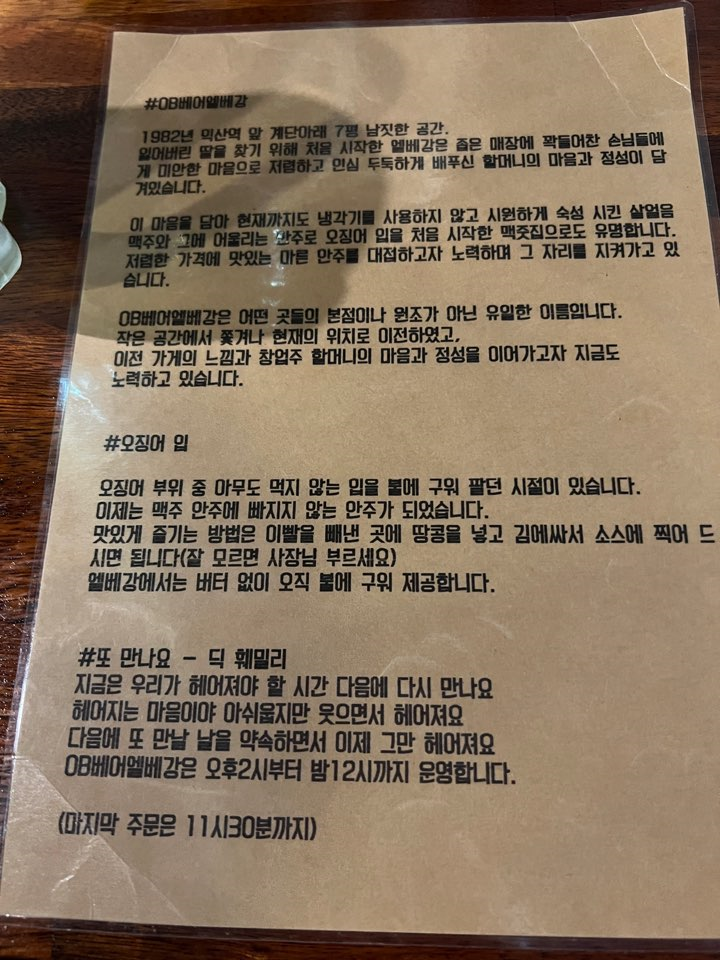 #OB베어엘베강
1982년 익산역 앞 계단아래 7평 남짓한 공간.
잃어버린 딸을 찾기 위해 처음 시작한 엘베강은 좁은 매장에 꽉들어찬 손님들에
게 미안한 마음으로 저렴하고 인심 두둑하게 배푸신 할머니의 마음과 정성이 담
겨있습니다.
이 마음을 담아 현재까지도 냉각기를 사용하지 않고 시원하게 숙성 시킨 살얼음
맥주와 그에 어울리는 안주로 오징어 입을 처음 시작한 맥줏집으로도 유명합니다.
저렴한 가격에 맛있는 마른 안주를 대접하고자 노력하며 그 자리를 지켜가고 있
습니다.
OB베어엘베강은 어떤 곳들의 본점이나 원조가 아닌 유일한 이름입니다.
작은 공간에서 쫓겨나 현재의 위치로 이전하였고,
이전 가게의 느낌과 창업주 할머니의 마음과 정성을 이어가고자 지금도
노력하고 있습니다.
#오징어 입
오징어 부위 중 아무도 먹지 않는 입을 불에 구워 팔던 시절이 있습니다.
이제는 맥주 안주에 빠지지 않는 안주가 되었습니다.
맛있게 즐기는 방법은 이빨을 빼낸 곳에 땅콩을 넣고 김에싸서 소스에 찍어 드
시면 됩니다(잘 모르면 사장님 부르세요)
엘베강에서는 버터 없이 오직 불에 구워 제공합니다.
#또 만나요 - 딕 훼밀리
지금은 우리가 헤어져야 할 시간 다음에 다시 만나요
헤어지는 마음이야 아쉬웁지만 웃으면서 헤어져요
다음에 또 만날 날을 약속하면서 이제 그만 헤어져요
OB베어엘베강은 오후2시부터 밤12시까지 운영합니다.
(마지막 주문은 11시30분까지)